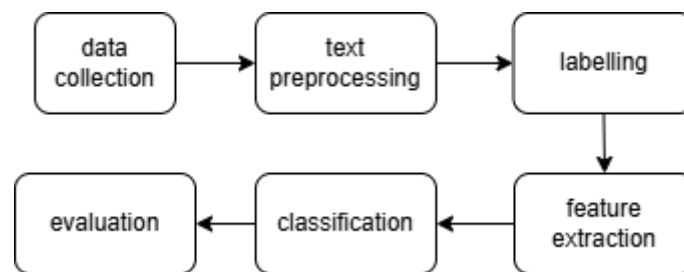 data
collection
text
preprocessing
labelling
feature
extraction
classification
evaluation